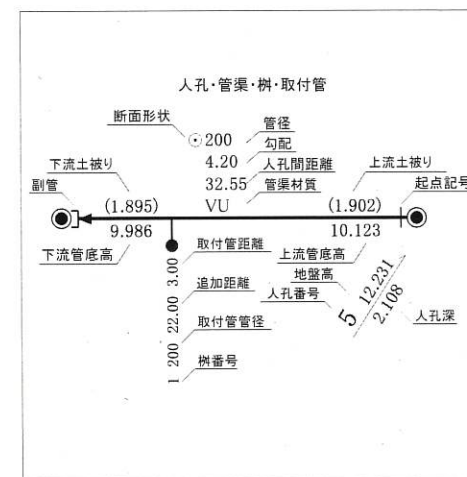 人孔・管渠・桝・取付管
断面形状
200
管径
4.20
勾配
32.55
人孔間距離
下流土被り
上流土被り
副管
VU
管渠材質
起点記号
(1.895)
(1.902)
9.986
10.123
下流管底高
上流管底高
3.00
取付管距離
地盤高
12.231
22.00
追加距離
人孔番号
5
2.108
人孔深
200
取付管管径
1
桝番号